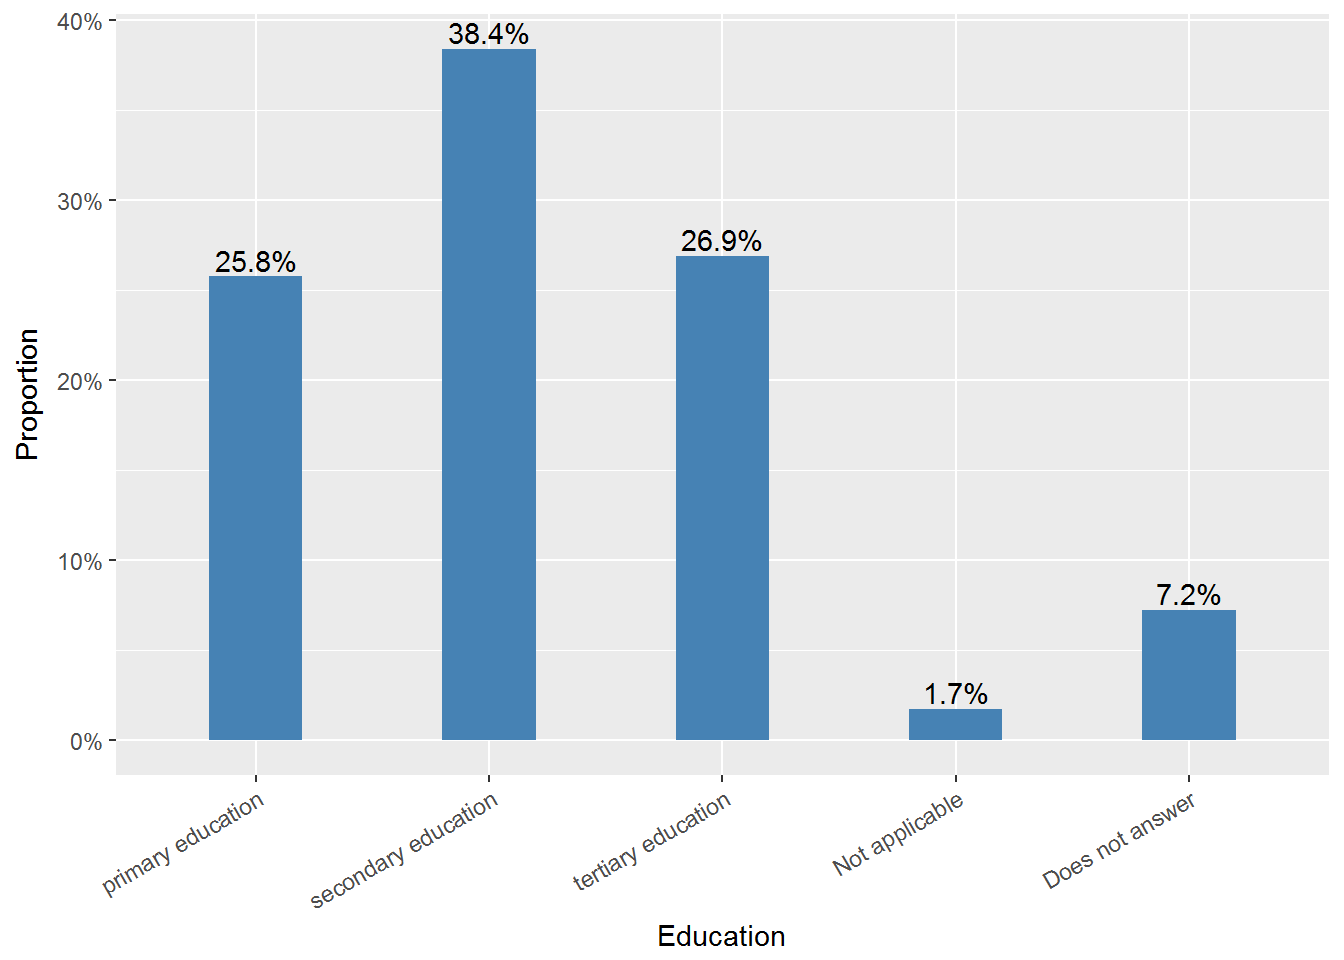 40%
30%
20%
10%
0%
Proportion
25.8%
38.4%
26.9%
1.7%
7.2%
primary education
secondary education
tertiary education
Not applicable
Does not answer
Education